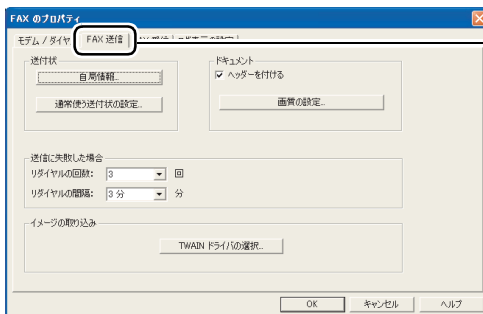 FAX のプロパティ
モデム / ダイヤ FAX 送信
送付状
自局情報...
通常使う送付状の設定...
ドキュメント
ヘッダーを付ける
画質の設定...
送信に失敗した場合
リダイヤルの回数: 3 回
リダイヤルの間隔: 3 分 分
イメージの取り込み
TWAIN ドライバの選択...
OK キャンセル ヘルプ